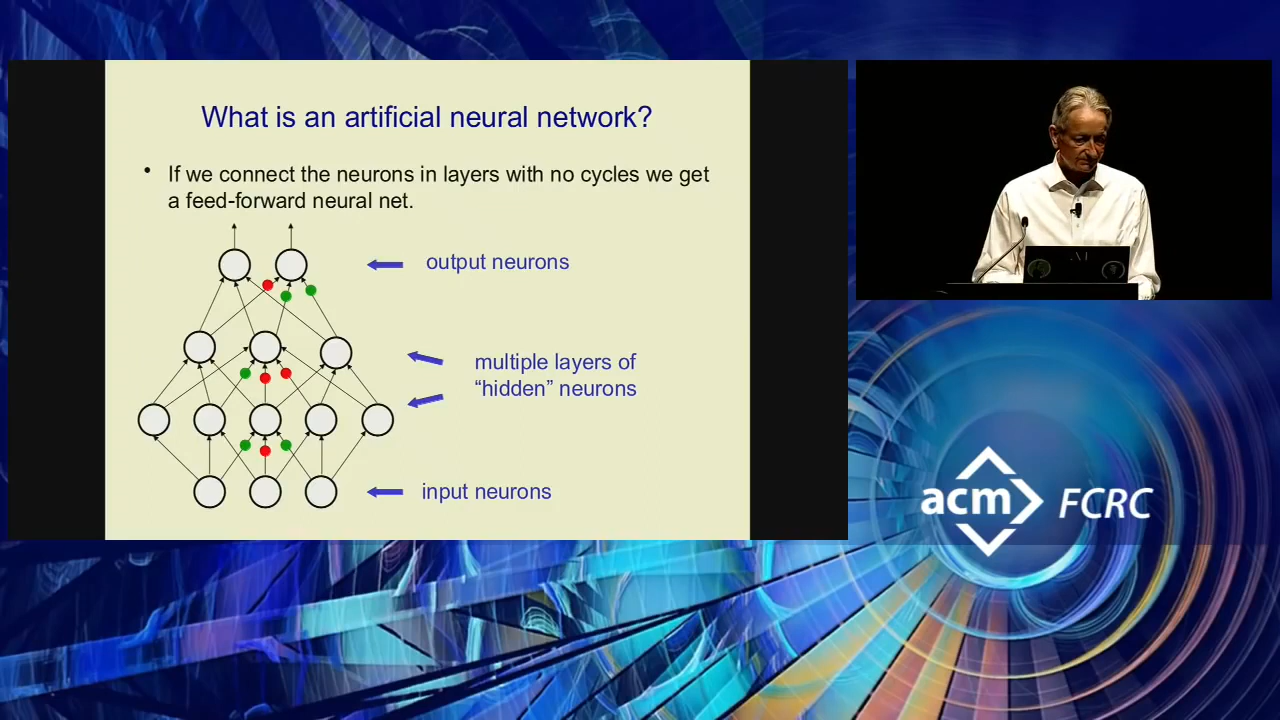 What is an artificial neural network?
• If we connect the neurons in layers with no cycles we get
a feed-forward neural net.
output neurons
multiple layers of
“hidden” neurons
input neurons
acm FCRC